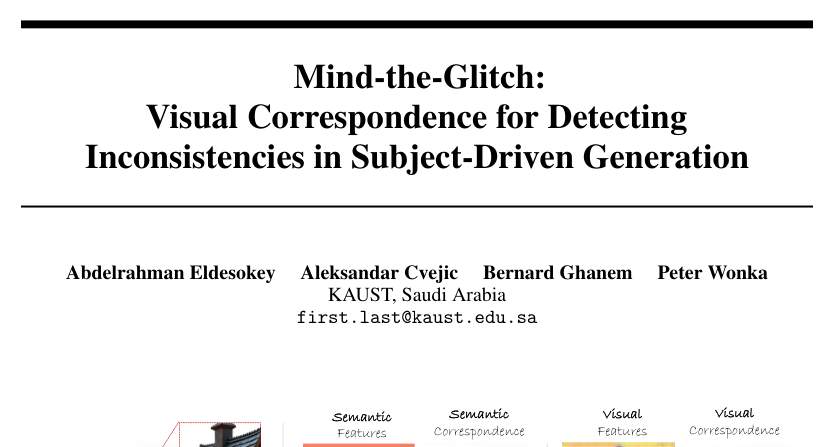 Mind-the-Glitch:
Visual Correspondence for Detecting
Inconsistencies in Subject-Driven Generation
Abdelrahman Eldesokey Aleksandar Cvejic Bernard Ghanem Peter Wonka
KAUST, Saudi Arabia
first.last@kaust.edu.sa
Semantic Semantic Visual Visual
Features Correspondence Features Correspondence